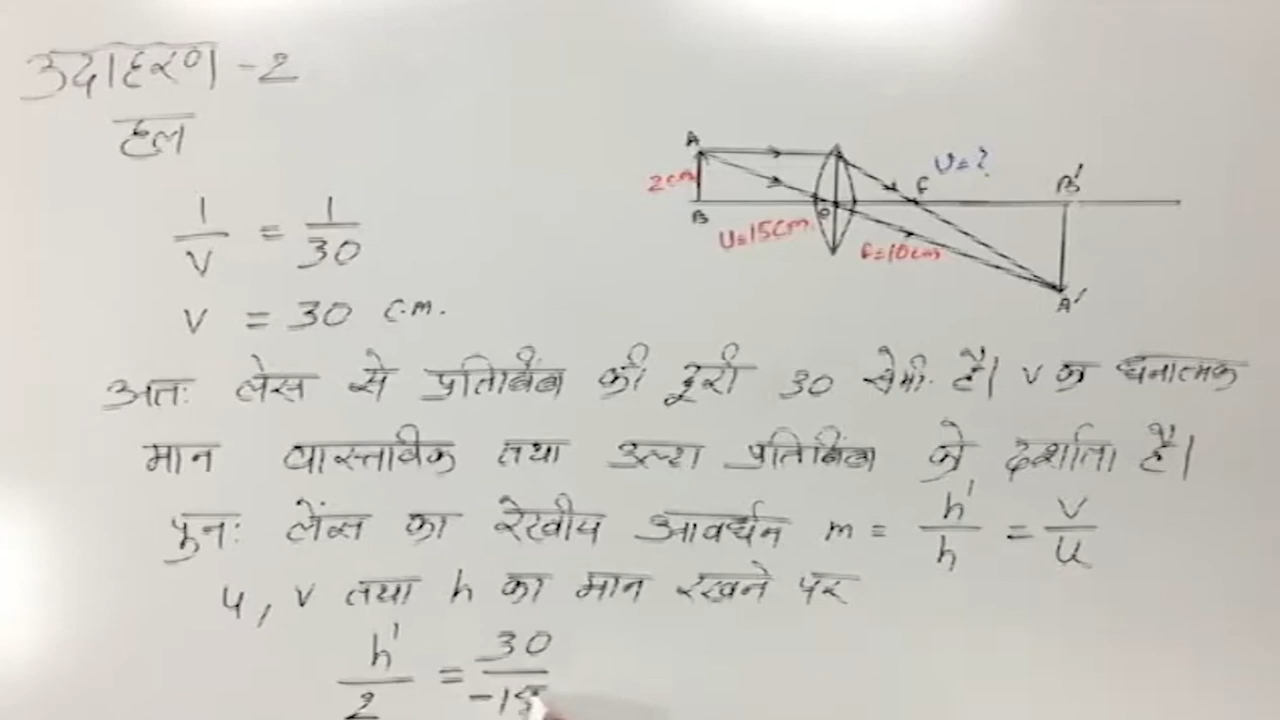 उदाहरण - 2
हल
1/V = 1/30
V = 30 c.m.
A
2cm
B
U=15cm.
O
F
U=?
F=10cm
B'
A'
अतः लेंस से प्रतिबिंब की दूरी 30 सेमी. है। V का धनात्मक
मान वास्तविक तथा उल्टा प्रतिबिंब को दर्शाता है।
पुनः लेंस का रेखीय आवर्धन m = h'/h = V/u
u, v तथा h का मान रखने पर
h'/2 = 30/-15